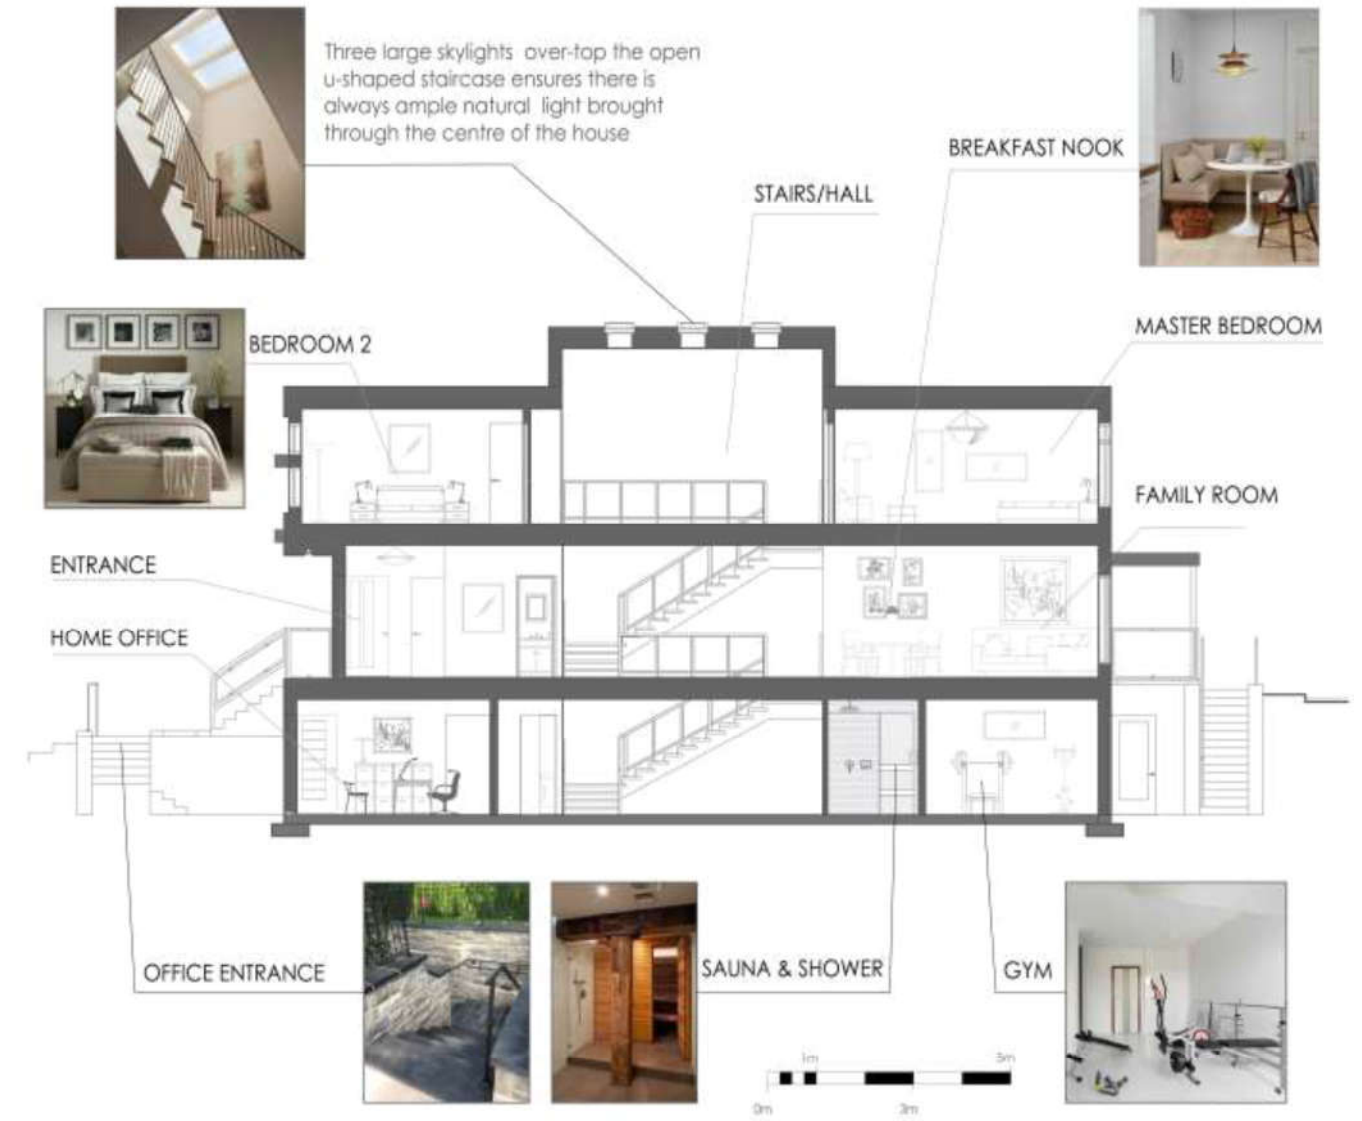 Three large skylights over-top the open
u-shaped staircase ensures there is
always ample natural light brought
through the centre of the house
BREAKFAST NOOK
STAIRS/HALL
MASTER BEDROOM
BEDROOM 2
FAMILY ROOM
ENTRANCE
HOME OFFICE
OFFICE ENTRANCE
SAUNA & SHOWER
GYM
1m
5m
0m
3m